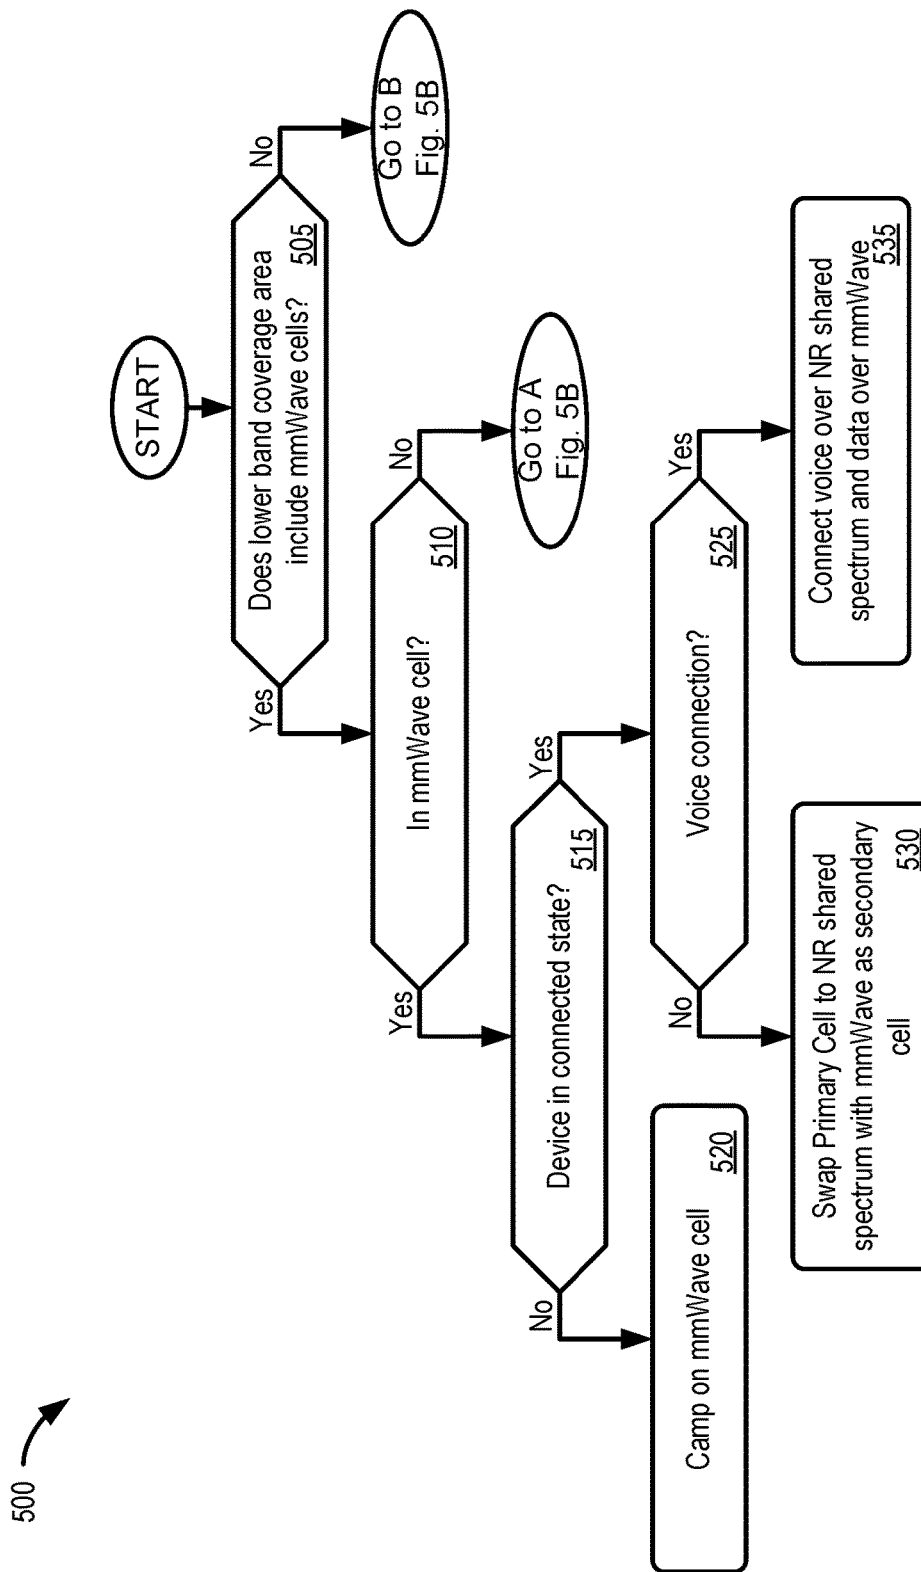 500
START
Does lower band coverage area
include mmWave cells?
505
Yes
No
Go to B
Fig. 5B
In mmWave cell?
510
Yes
No
Go to A
Fig. 5B
Device in connected state?
515
No
Yes
Camp on mmWave cell
520
Voice connection?
525
No
Yes
Swap Primary Cell to NR shared
spectrum with mmWave as secondary
cell
530
Connect voice over NR shared
spectrum and data over mmWave
535